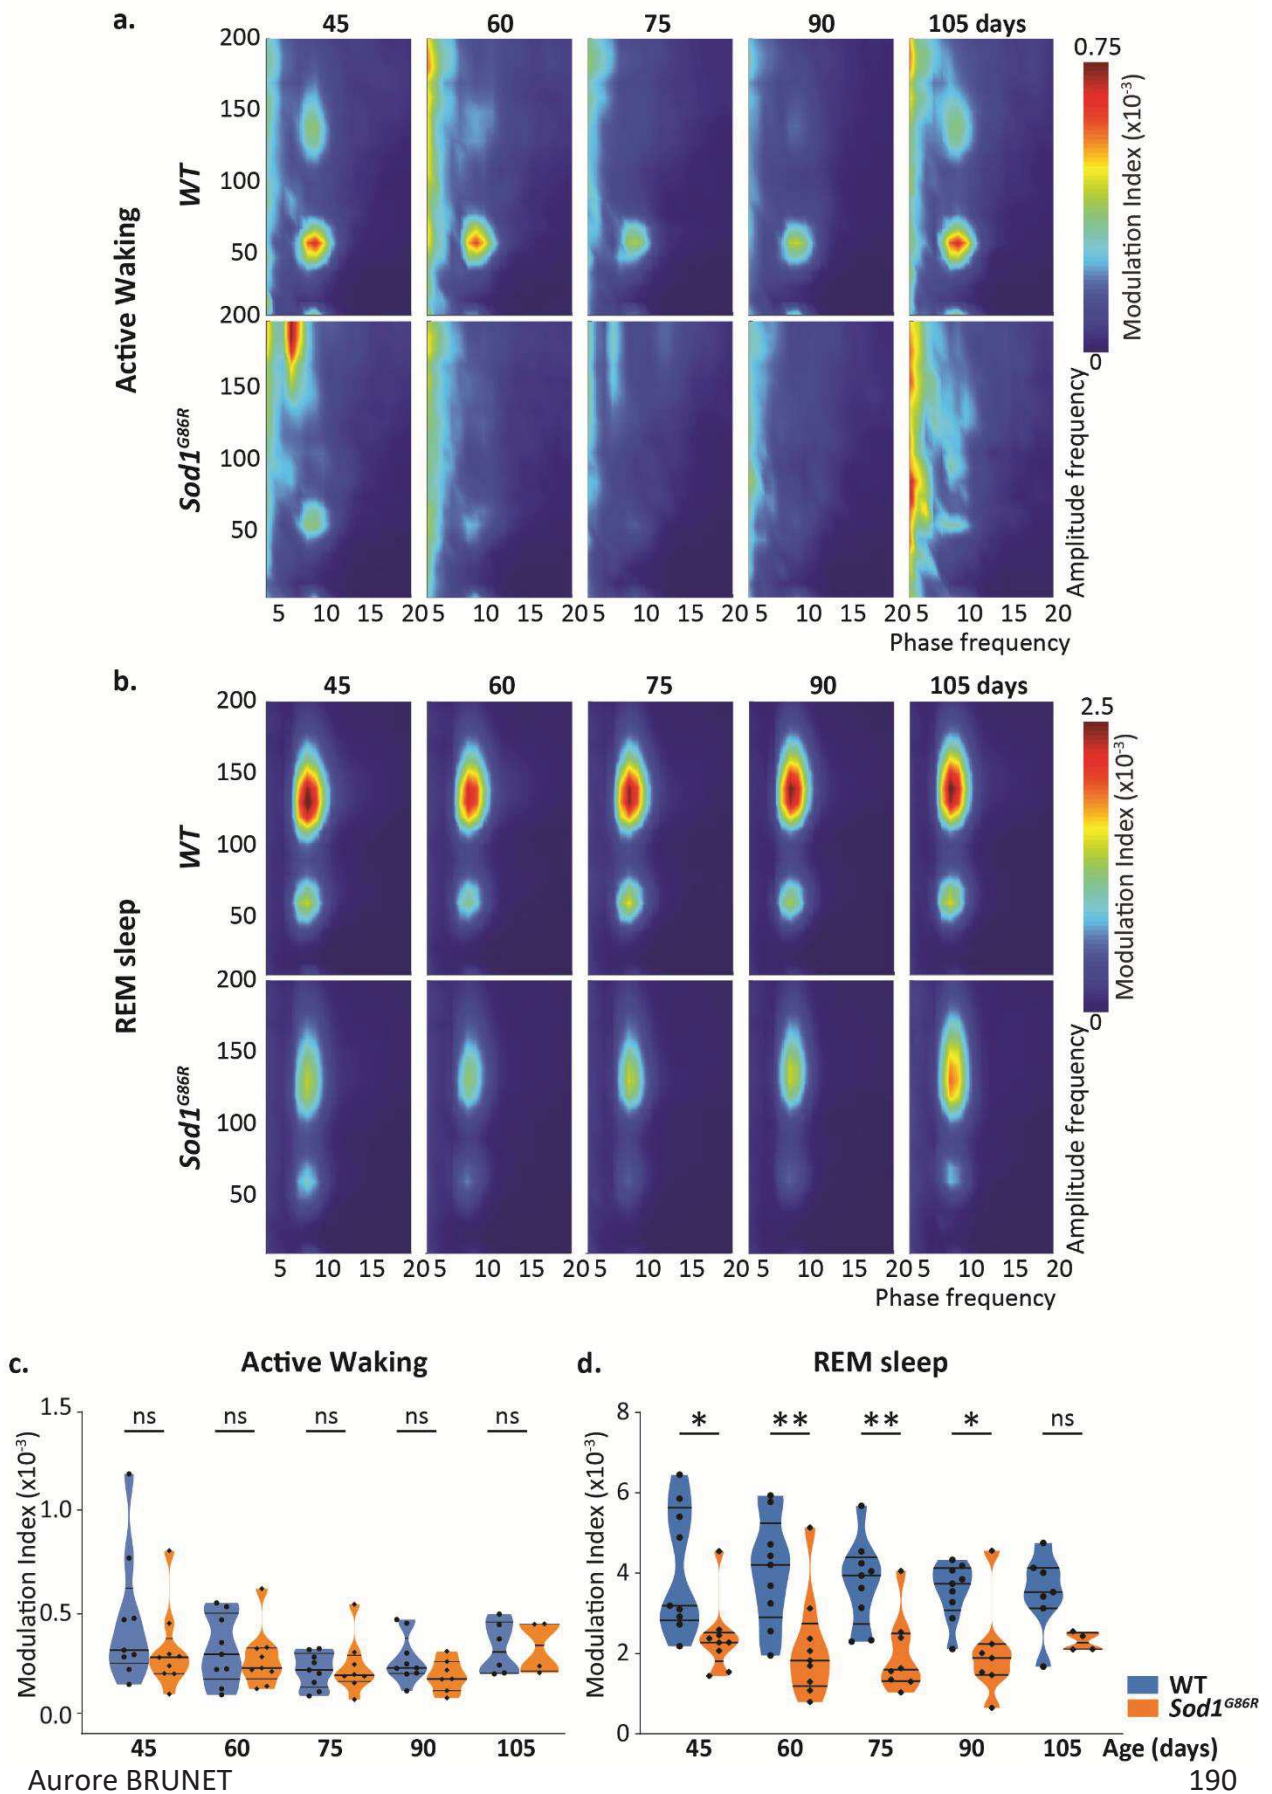 a.
45 60 75 90 105 days
0.75
200
150
100
50
WT
Modulation Index (x10-3)
0
Active Waking
200
150
100
50
Sod1G86R
Amplitude frequency
5 10 15 20 5 10 15 20 5 10 15 20 5 10 15 20 5 10 15 20
Phase frequency
b.
45 60 75 90 105 days
2.5
200
150
100
50
WT
Modulation Index (x10-3)
0
REM sleep
200
150
100
50
Sod1G86R
Amplitude frequency
5 10 15 20 5 10 15 20 5 10 15 20 5 10 15 20 5 10 15 20
Phase frequency
c. Active Waking
Modulation Index (x10-3)
1.5
1.0
0.5
0.0
ns ns ns ns ns
45 60 75 90 105
d. REM sleep
Modulation Index (x10-3)
8
6
4
2
0
* ** ** * ns
45 60 75 90 105 Age (days)
WT
Sod1G86R
Aurore BRUNET 190